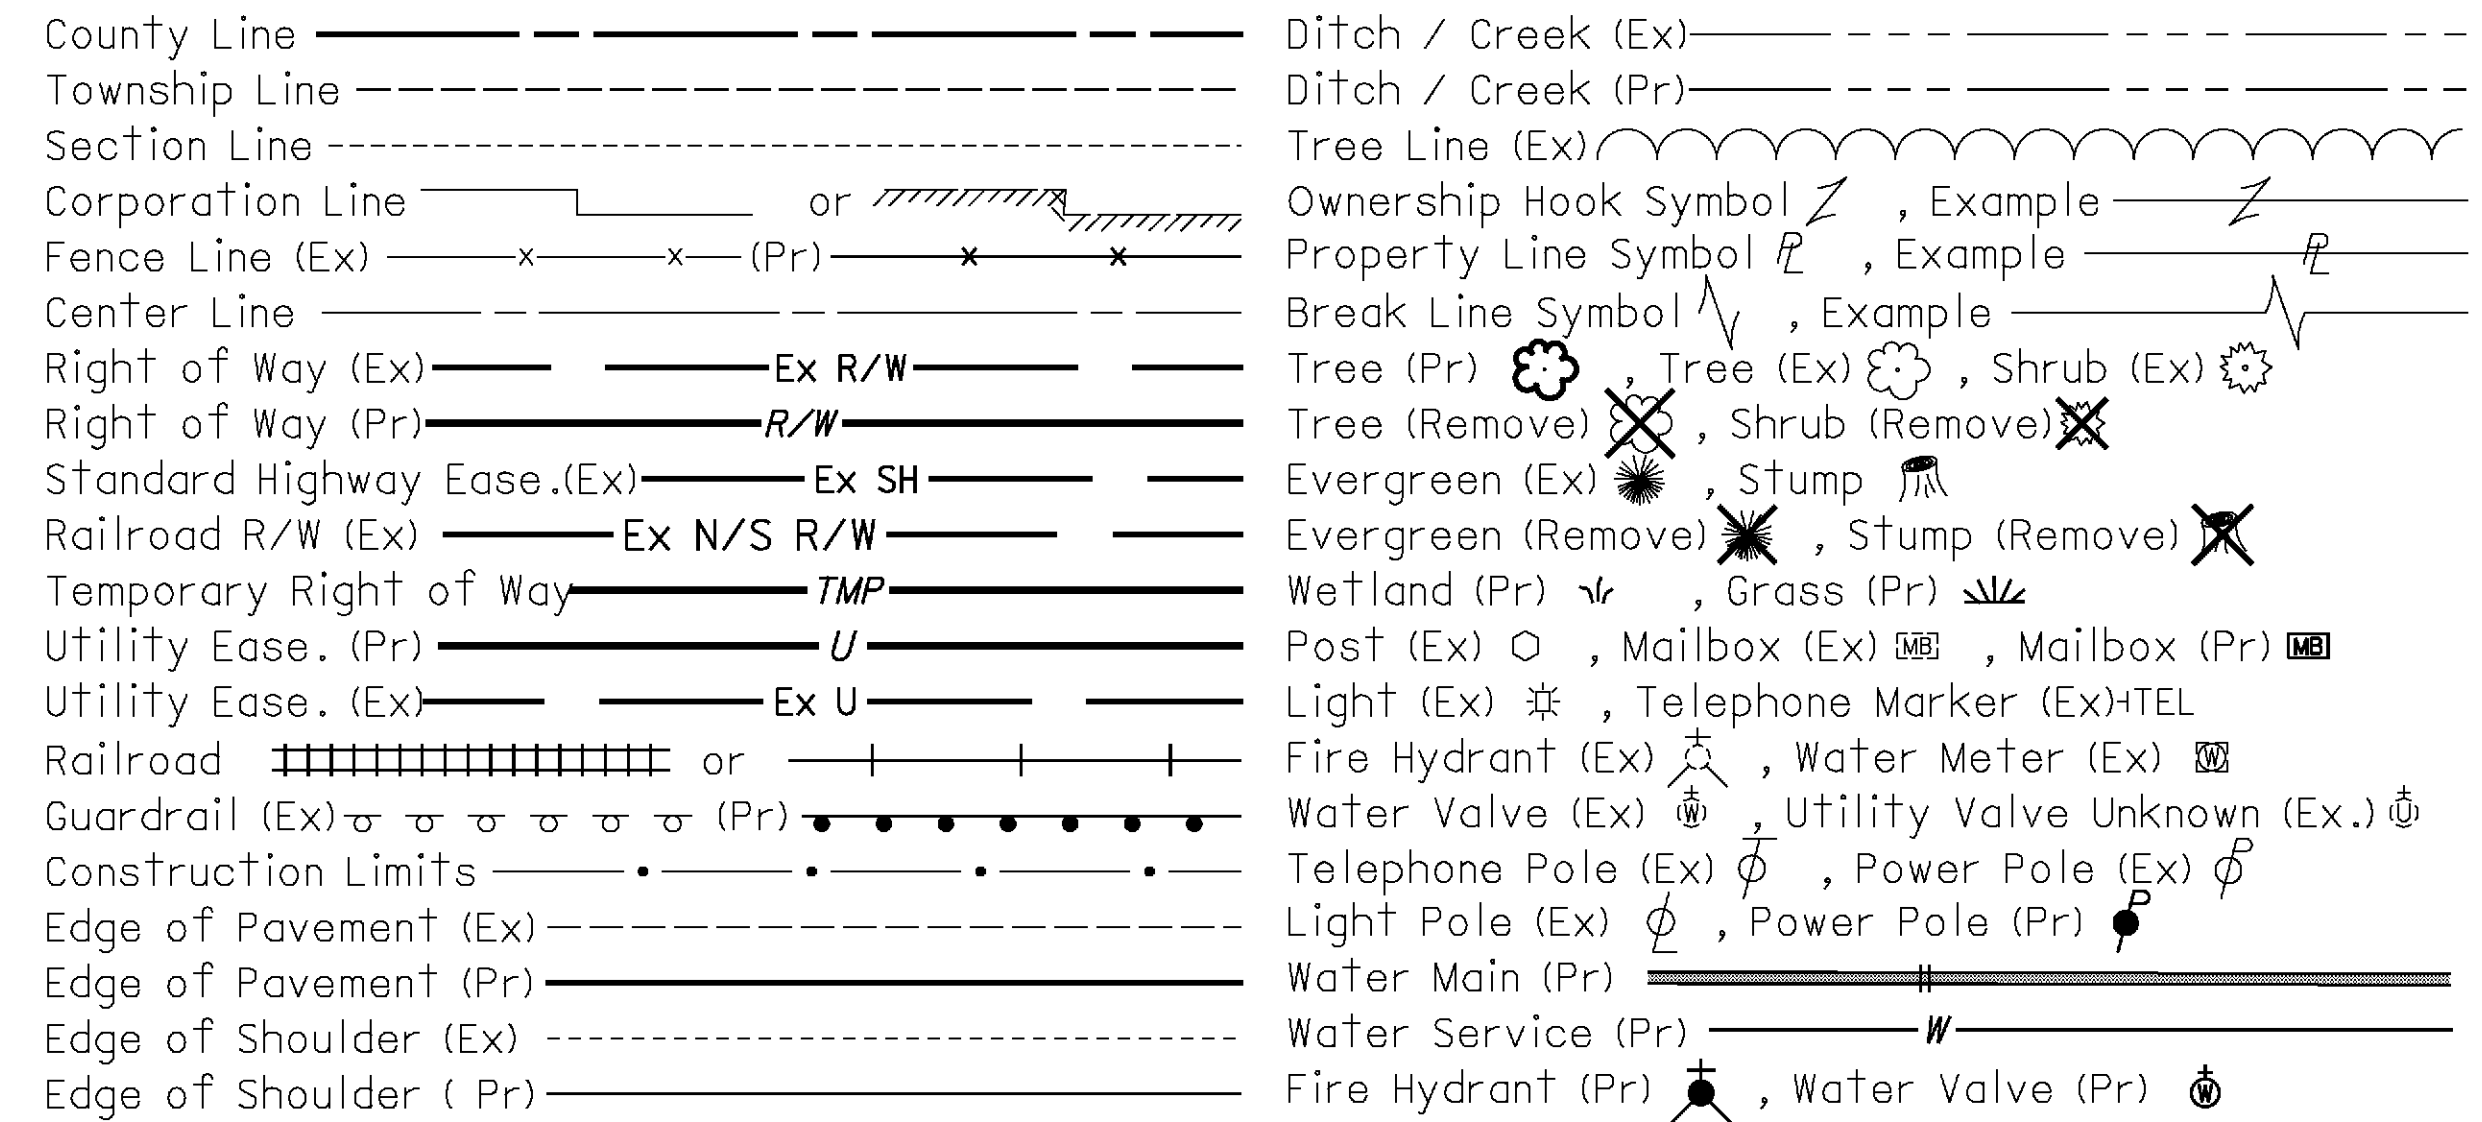 County Line
Township Line
Section Line
Corporation Line or
Fence Line (Ex) x x (Pr) x x
Center Line
Right of Way (Ex) Ex R/W
Right of Way (Pr) R/W
Standard Highway Ease.(Ex) Ex SH
Railroad R/W (Ex) Ex N/S R/W
Temporary Right of Way TMP
Utility Ease. (Pr) U
Utility Ease. (Ex) Ex U
Railroad or
Guardrail (Ex) (Pr)
Construction Limits
Edge of Pavement (Ex)
Edge of Pavement (Pr)
Edge of Shoulder (Ex)
Edge of Shoulder ( Pr)
Ditch / Creek (Ex)
Ditch / Creek (Pr)
Tree Line (Ex)
Ownership Hook Symbol , Example
Property Line Symbol PL , Example PL
Break Line Symbol , Example
Tree (Pr) , Tree (Ex) , Shrub (Ex)
Tree (Remove) , Shrub (Remove)
Evergreen (Ex) , Stump
Evergreen (Remove) , Stump (Remove)
Wetland (Pr) , Grass (Pr)
Post (Ex) , Mailbox (Ex) MB , Mailbox (Pr) MB
Light (Ex) , Telephone Marker (Ex) TEL
Fire Hydrant (Ex) , Water Meter (Ex) W
Water Valve (Ex) W , Utility Valve Unknown (Ex.) U
Telephone Pole (Ex) , Power Pole (Ex) P
Light Pole (Ex) , Power Pole (Pr) P
Water Main (Pr)
Water Service (Pr) W
Fire Hydrant (Pr) , Water Valve (Pr) W